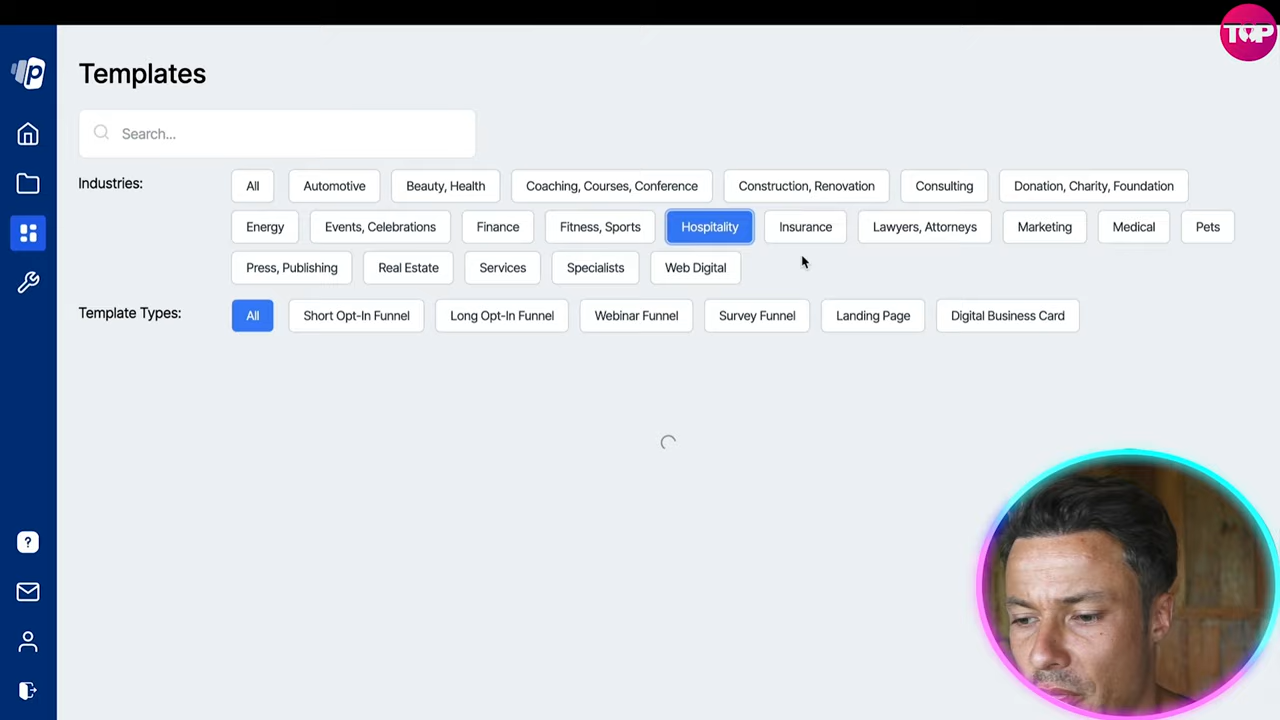 TOP
p
Templates
Search...
Industries:
All Automotive Beauty, Health Coaching, Courses, Conference Construction, Renovation Consulting Donation, Charity, Foundation
Energy Events, Celebrations Finance Fitness, Sports Hospitality Insurance Lawyers, Attorneys Marketing Medical Pets
Press, Publishing Real Estate Services Specialists Web Digital
Template Types: All Short Opt-In Funnel Long Opt-In Funnel Webinar Funnel Survey Funnel Landing Page Digital Business Card
?